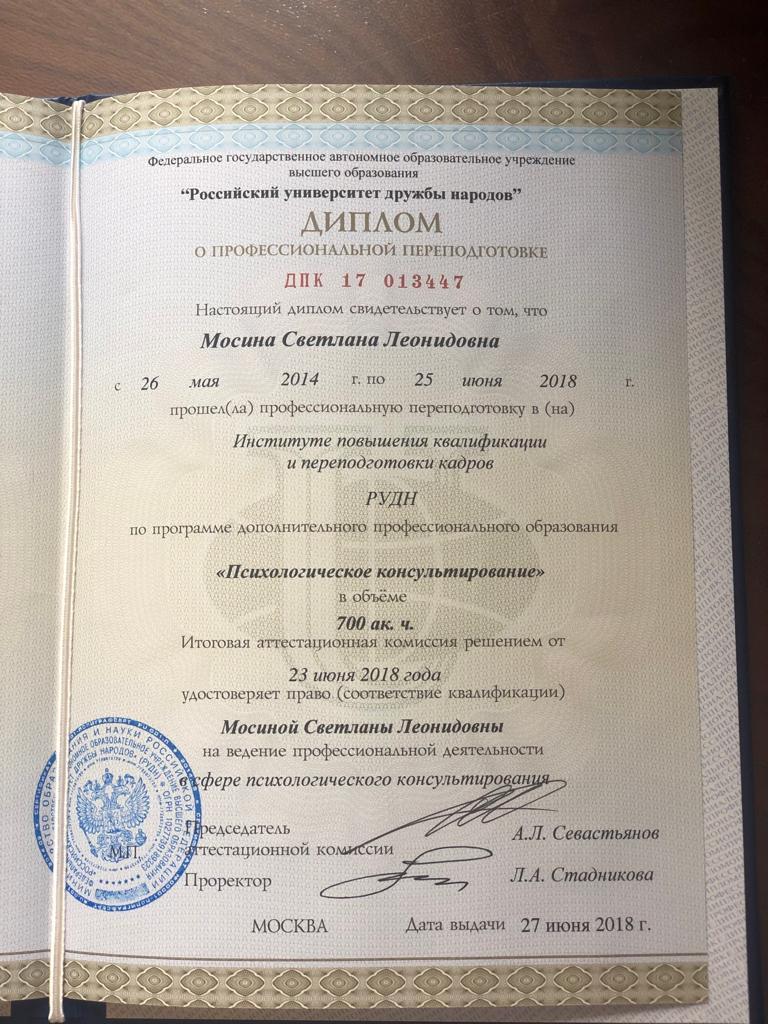 Федеральное государственное автономное образовательное учреждение
высшего образования
“Российский университет дружбы народов”
ДИПЛОМ
О ПРОФЕССИОНАЛЬНОЙ ПЕРЕПОДГОТОВКЕ
ДПК 17 013447
Настоящий диплом свидетельствует о том, что
Мосина Светлана Леонидовна
с 26 мая 2014 г. по 25 июня 2018 г.
прошел(ла) профессиональную переподготовку в (на)
Институте повышения квалификации
и переподготовки кадров
РУДН
по программе дополнительного профессионального образования
«Психологическое консультирование»
в объёме
700 ак. ч.
Итоговая аттестационная комиссия решением от
23 июня 2018 года
удостоверяет право (соответствие квалификации)
Мосиной Светланы Леонидовны
на ведение профессиональной деятельности
в сфере психологического консультирования
Председатель
М.П. аттестационной комиссии А.Л. Севастьянов
Проректор Л.А. Стадникова
МОСКВА Дата выдачи 27 июня 2018 г.